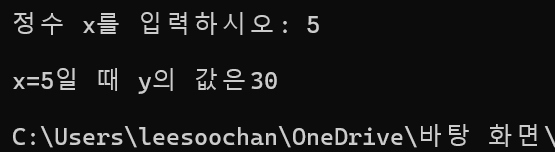 정수 x를 입력하시오: 5
x=5일 때 y의 값은30
C:\Users\leesoochan\OneDrive\바탕 화면\